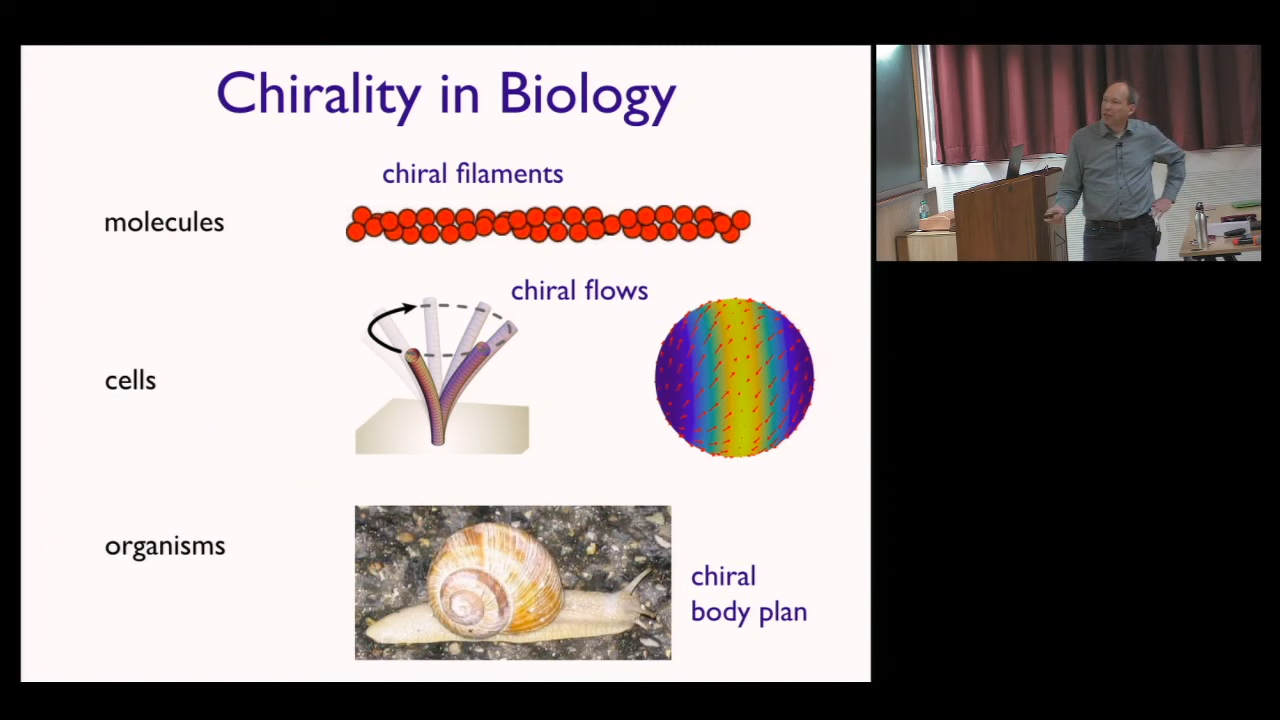 Chirality in Biology
chiral filaments
molecules
chiral flows
cells
organisms
chiral
body plan